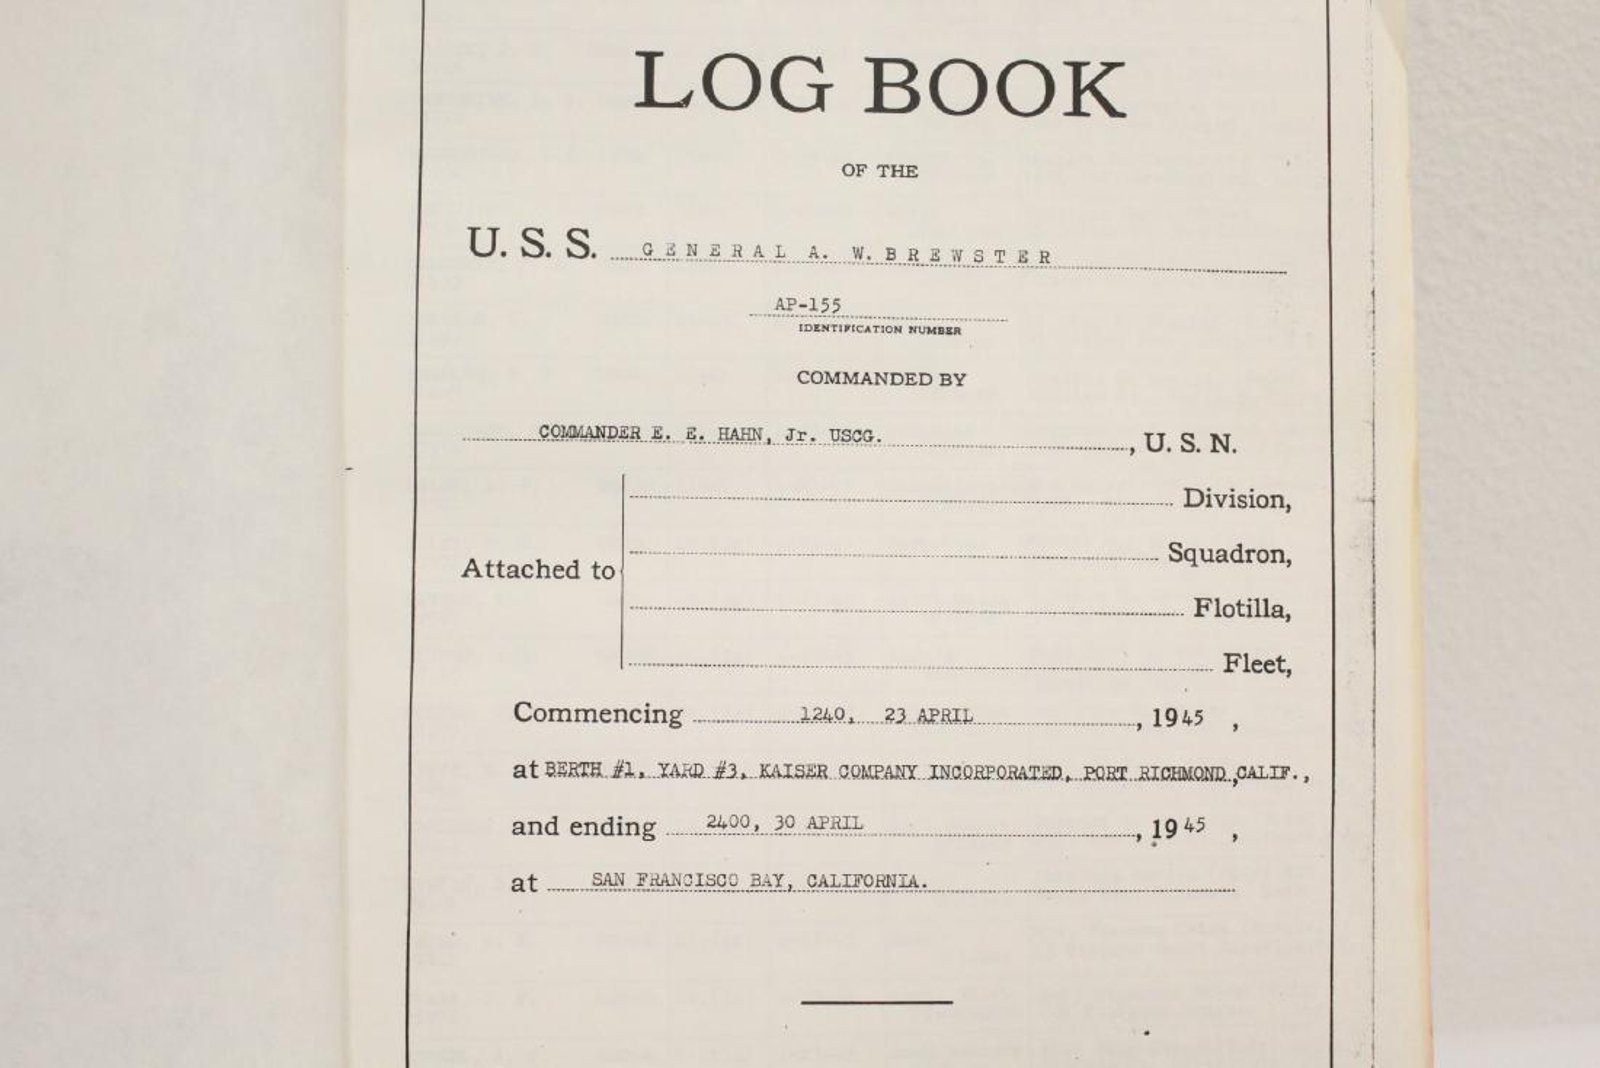 LOG BOOK
OF THE
U. S. S. GENERAL A. W. BREWSTER
AP-155
IDENTIFICATION NUMBER
COMMANDED BY
COMMANDER E. E. HAHN, Jr. USCG. , U. S. N.
Division,
Squadron,
Attached to
Flotilla,
Fleet,
Commencing 1240, 23 APRIL , 1945 ,
at BERTH #1, YARD #3, KAISER COMPANY INCORPORATED, PORT RICHMOND, CALIF.,
and ending 2400, 30 APRIL , 1945 ,
at SAN FRANCISCO BAY, CALIFORNIA.